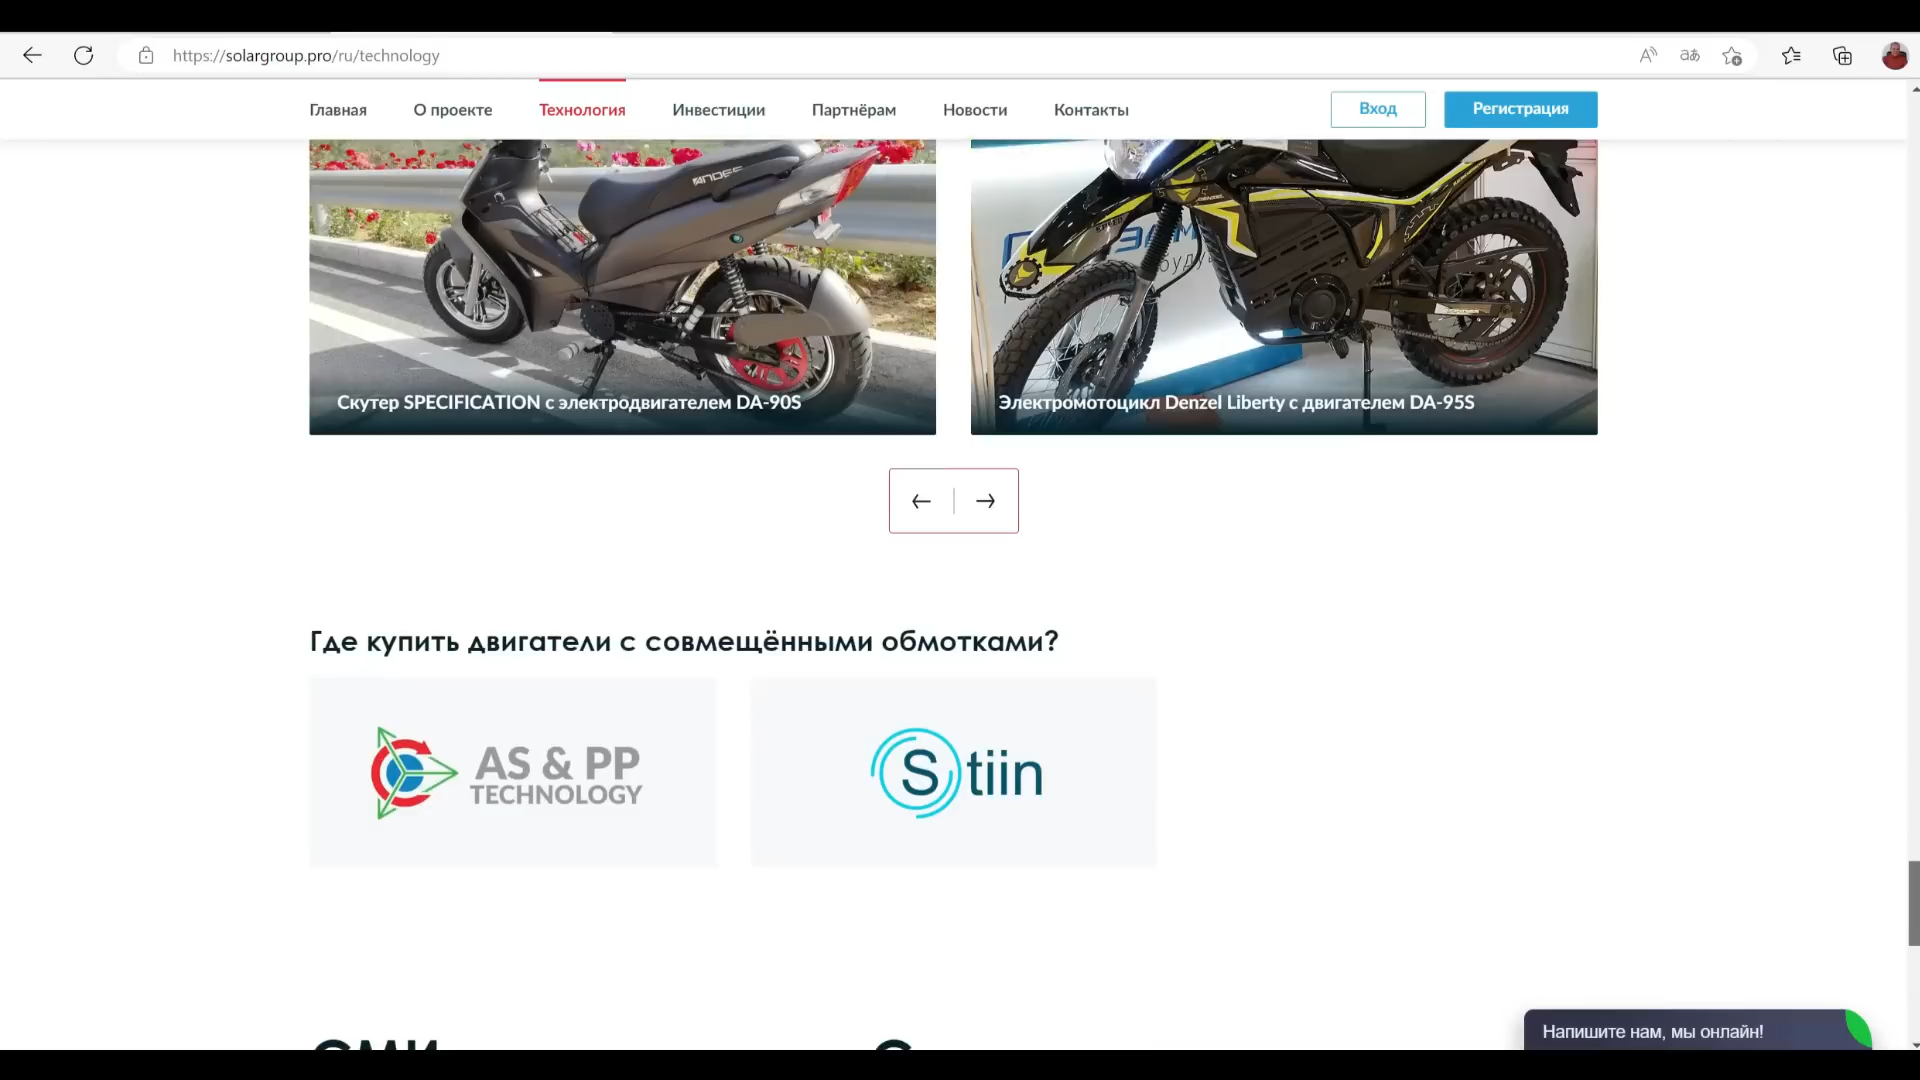 https://solargroup.pro/ru/technology
Главная О проекте Технология Инвестиции Партнёрам Новости Контакты Вход Регистрация
ANDES
DENZEL
Скутер SPECIFICATION с электродвигателем DA-90S
Электромотоцикл Denzel Liberty с двигателем DA-95S
Где купить двигатели с совмещёнными обмотками?
AS & PP
TECHNOLOGY
Stiin
Напишите нам, мы онлайн!